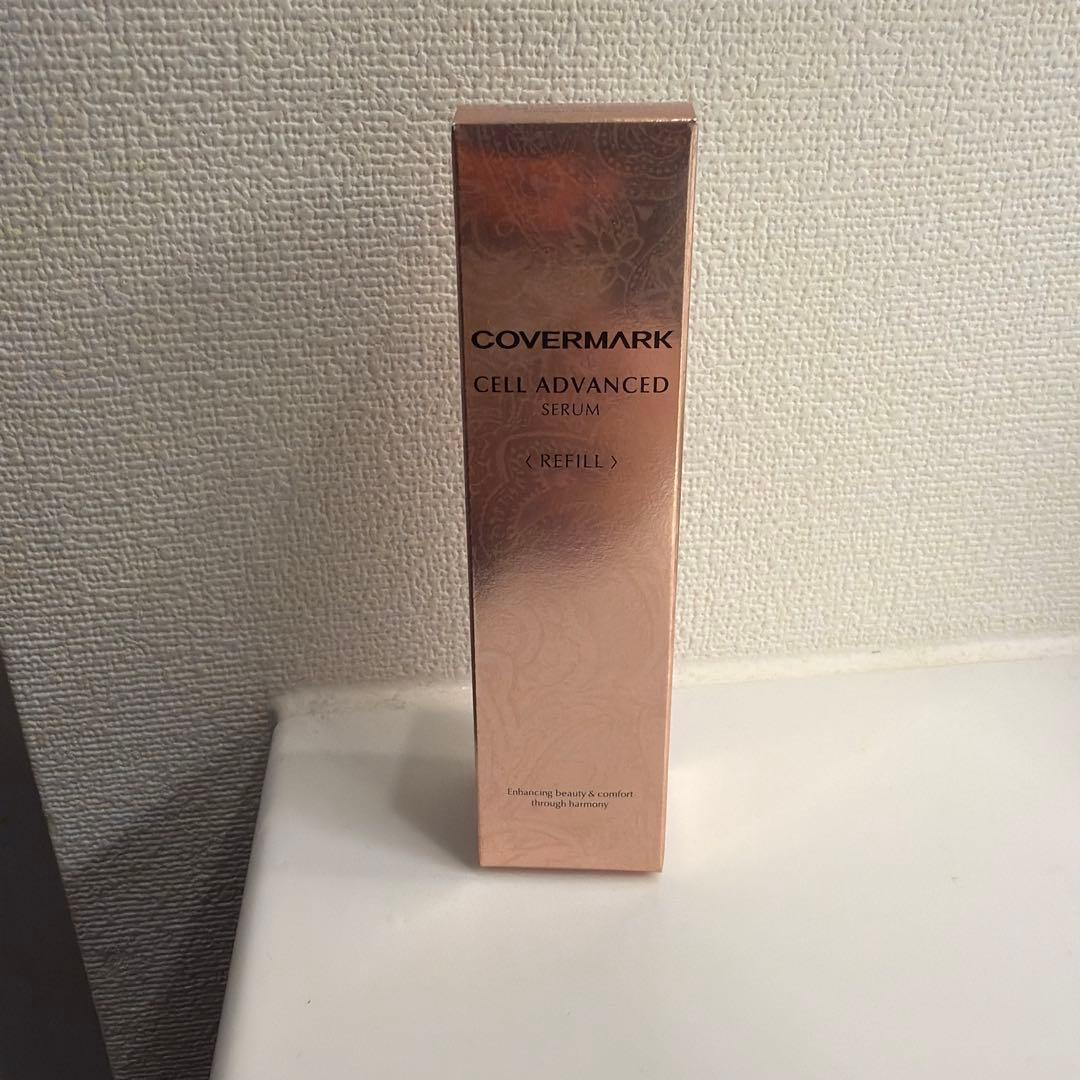 COVERMARK
CELL ADVANCED
SERUM
〈 REFILL 〉
Enhancing beauty & comfort
through harmony